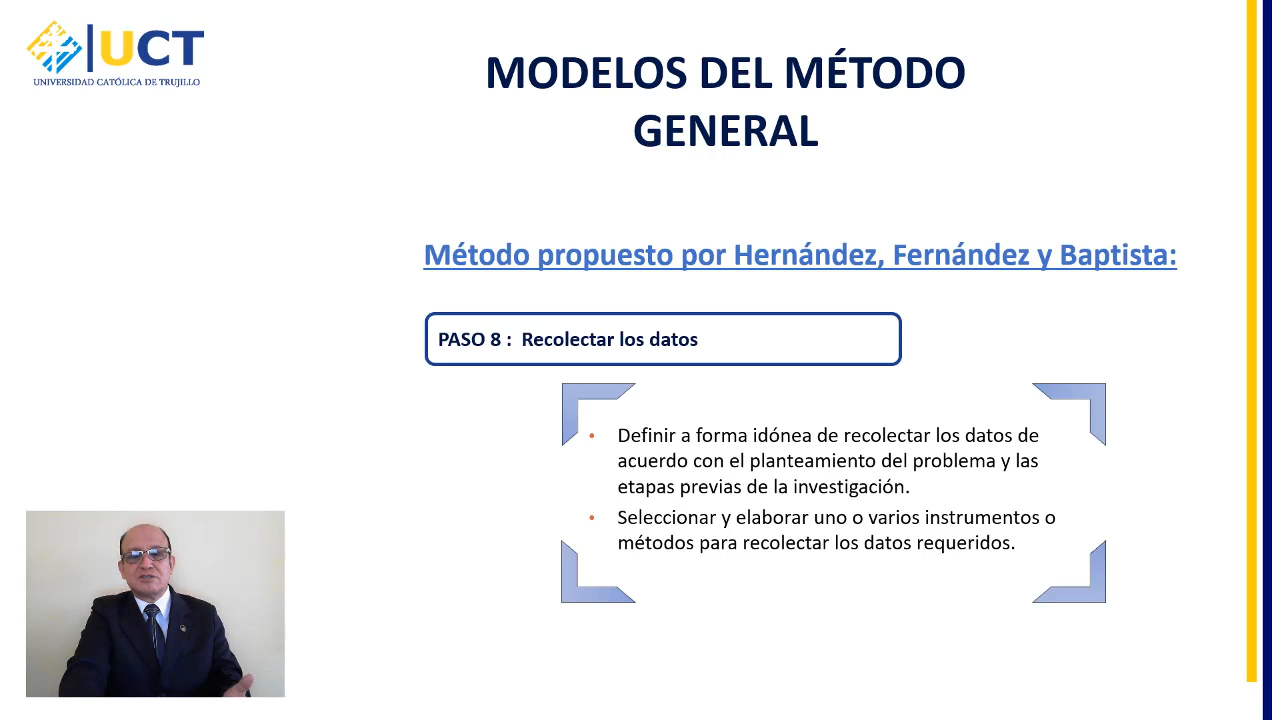 UCT
UNIVERSIDAD CATÓLICA DE TRUJILLO
MODELOS DEL MÉTODO
GENERAL
Método propuesto por Hernández, Fernández y Baptista:
PASO 8 : Recolectar los datos
• Definir a forma idónea de recolectar los datos de
acuerdo con el planteamiento del problema y las
etapas previas de la investigación.
• Seleccionar y elaborar uno o varios instrumentos o
métodos para recolectar los datos requeridos.